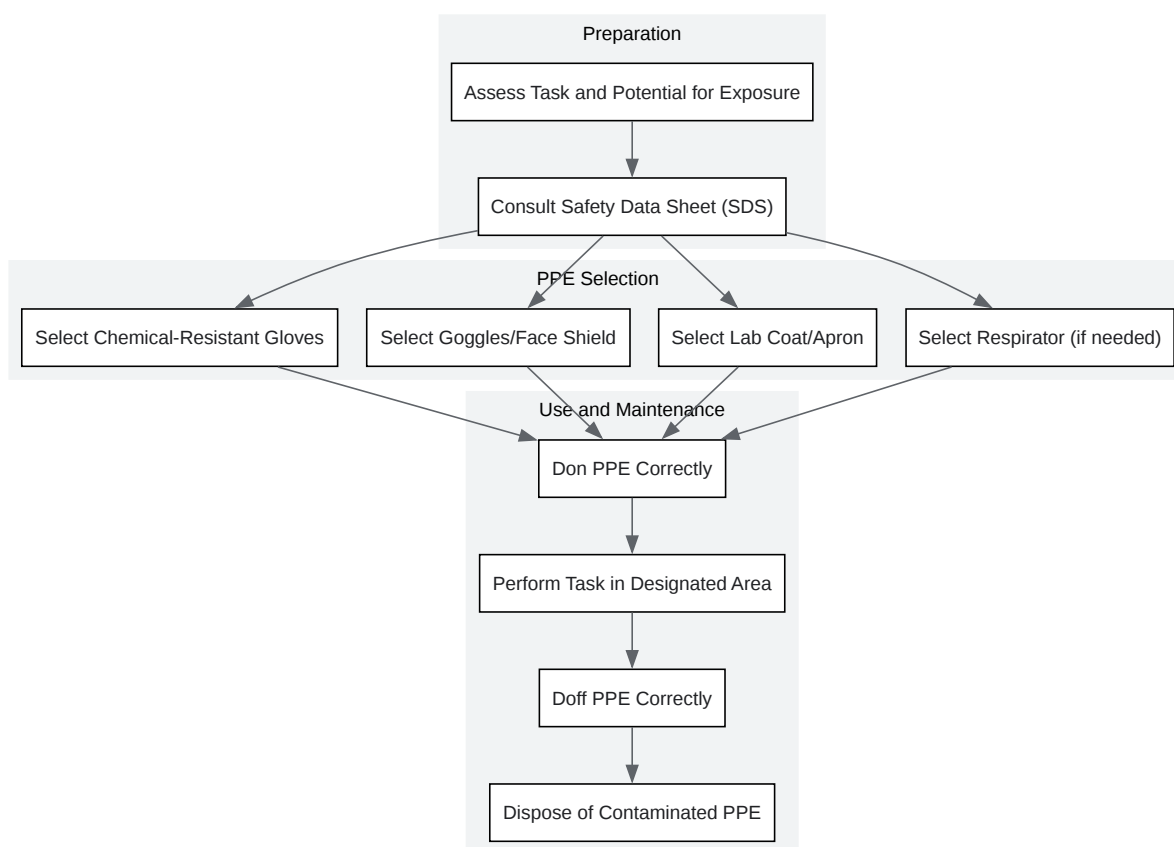 Preparation
Assess Task and Potential for Exposure
Consult Safety Data Sheet (SDS)
PPE Selection
Select Chemical-Resistant Gloves
Select Goggles/Face Shield
Select Lab Coat/Apron
Select Respirator (if needed)
Use and Maintenance
Don PPE Correctly
Perform Task in Designated Area
Doff PPE Correctly
Dispose of Contaminated PPE